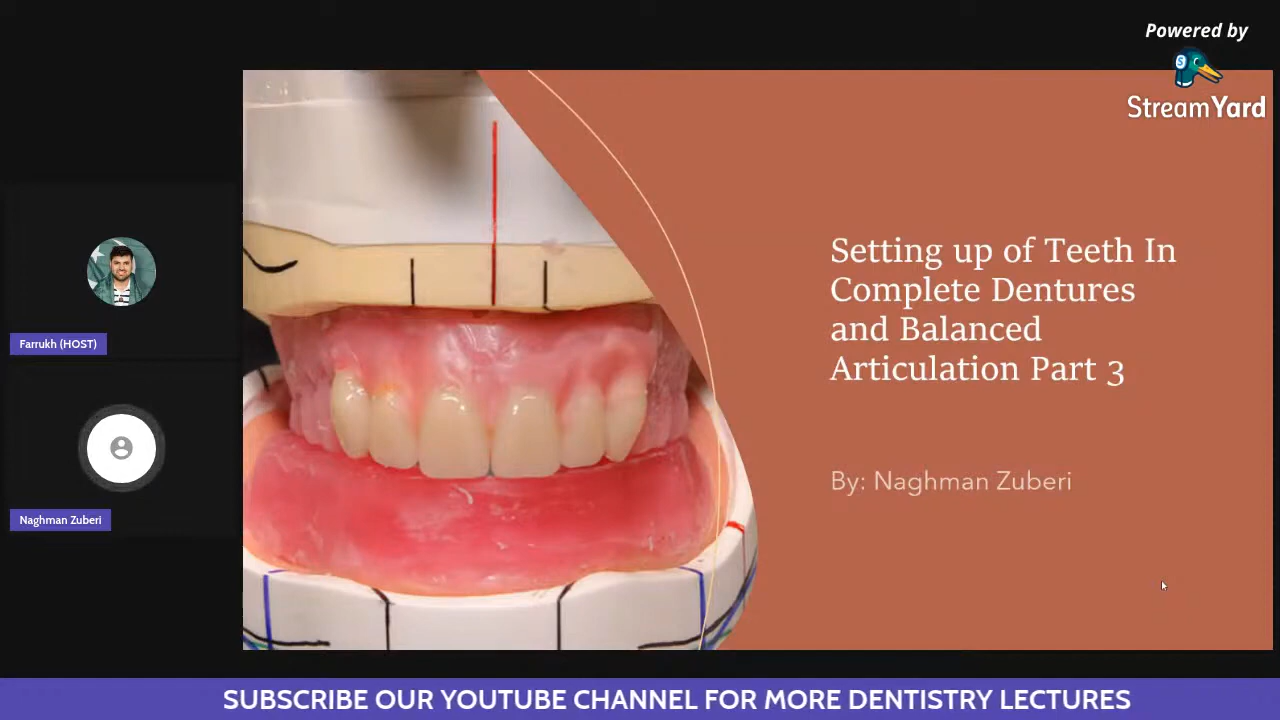 Powered by
StreamYard
Setting up of Teeth In
Complete Dentures
and Balanced
Articulation Part 3
By: Naghman Zuberi
Farrukh (HOST)
Naghman Zuberi
SUBSCRIBE OUR YOUTUBE CHANNEL FOR MORE DENTISTRY LECTURES